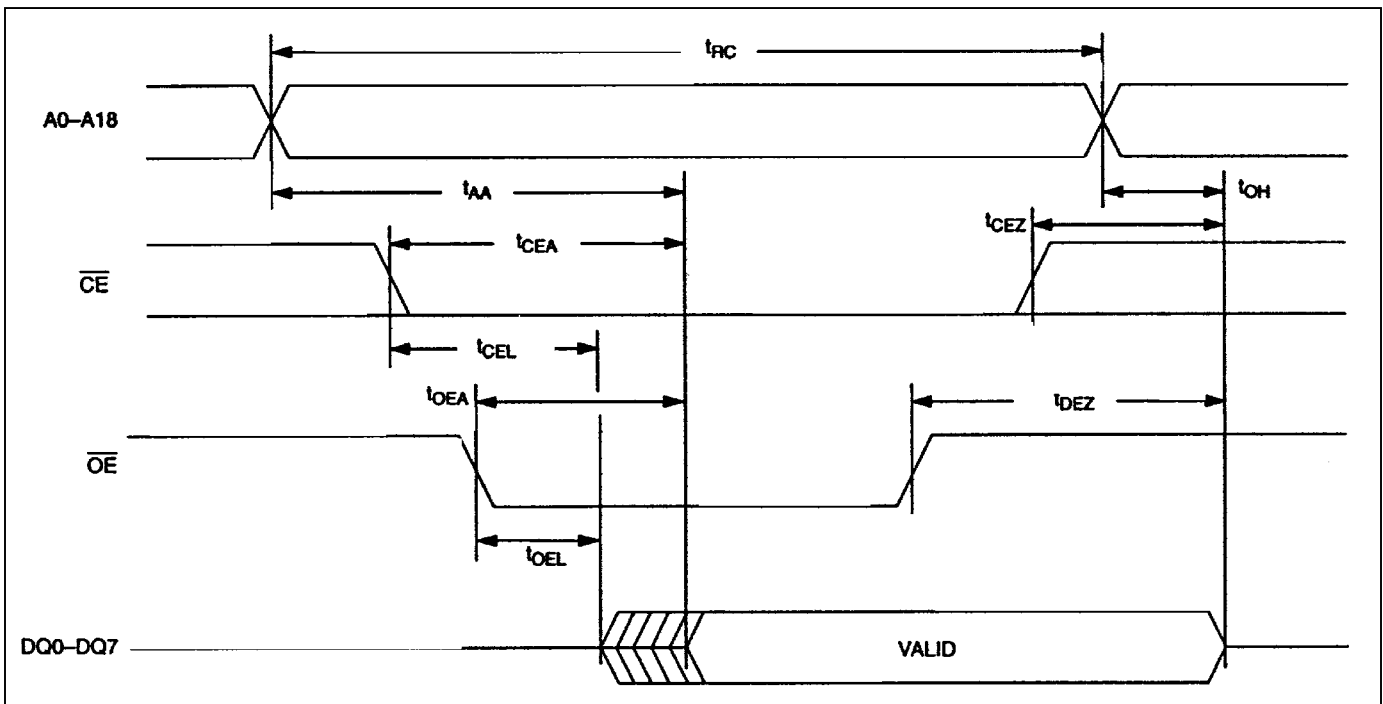 tRC
A0–A18
tAA
tOH
tCEZ
tCEA
CE
tCEL
tOEA
tDEZ
OE
tOEL
DQ0–DQ7
VALID